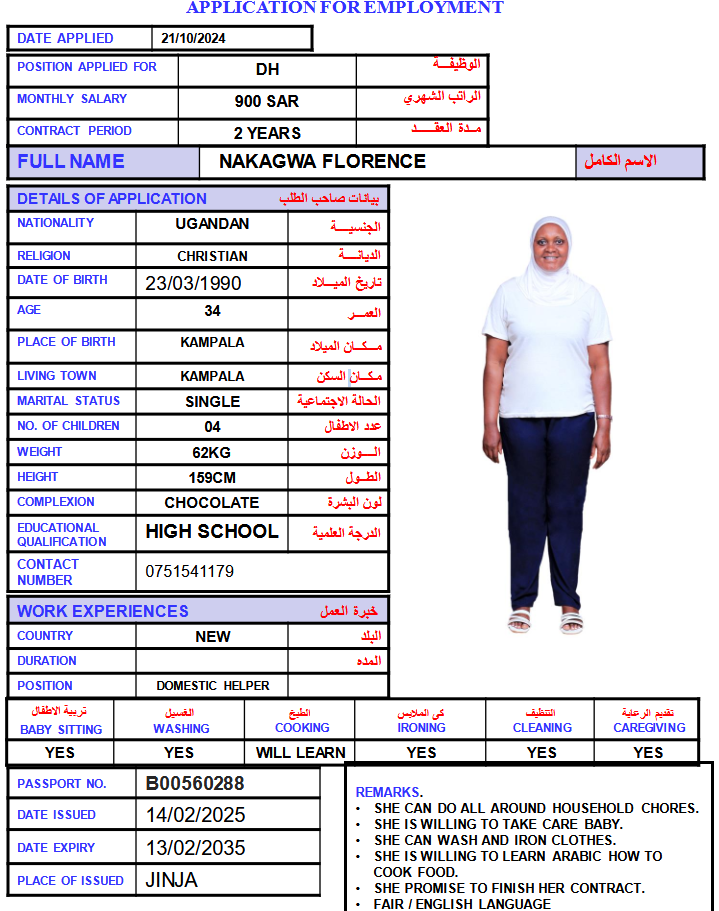 APPLICATION FOR EMPLOYMENT
DATE APPLIED 21/10/2024
POSITION APPLIED FOR DH الوظيفـــة
MONTHLY SALARY 900 SAR الراتب الشهري
CONTRACT PERIOD 2 YEARS مـدة العقـــد
FULL NAME NAKAGWA FLORENCE الاسم الكامل
DETAILS OF APPLICATION بيانات صاحب الطلب
NATIONALITY UGANDAN الجنسيــــة
RELIGION CHRISTIAN الديانــــة
DATE OF BIRTH 23/03/1990 تاريخ الميـــلاد
AGE 34 العمـــر
PLACE OF BIRTH KAMPALA مـــكـان الميلاد
LIVING TOWN KAMPALA مكـان السكن
MARITAL STATUS SINGLE الحالة الاجتماعية
NO. OF CHILDREN 04 عدد الاطفال
WEIGHT 62KG الـــوزن
HEIGHT 159CM الطـــول
COMPLEXION CHOCOLATE لون البشرة
EDUCATIONAL QUALIFICATION HIGH SCHOOL الدرجة العلمية
CONTACT NUMBER 0751541179
WORK EXPERIENCES خبرة العمل
COUNTRY NEW البلد
DURATION المده
POSITION DOMESTIC HELPER
تربية الاطفال الغسيل الطبخ كى الملابس التنظيف تقديم الرعاية
BABY SITTING WASHING COOKING IRONING CLEANING CAREGIVING
YES YES WILL LEARN YES YES YES
PASSPORT NO. B00560288
DATE ISSUED 14/02/2025
DATE EXPIRY 13/02/2035
PLACE OF ISSUED JINJA
REMARKS.
• SHE CAN DO ALL AROUND HOUSEHOLD CHORES.
• SHE IS WILLING TO TAKE CARE BABY.
• SHE CAN WASH AND IRON CLOTHES.
• SHE IS WILLING TO LEARN ARABIC HOW TO
COOK FOOD.
• SHE PROMISE TO FINISH HER CONTRACT.
• FAIR / ENGLISH LANGUAGE